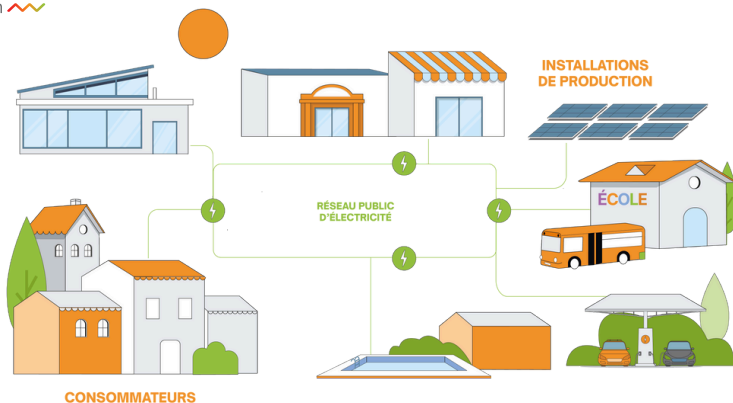 INSTALLATIONS
DE PRODUCTION
ÉCOLE
RÉSEAU PUBLIC
D'ÉLECTRICITÉ
CONSOMMATEURS